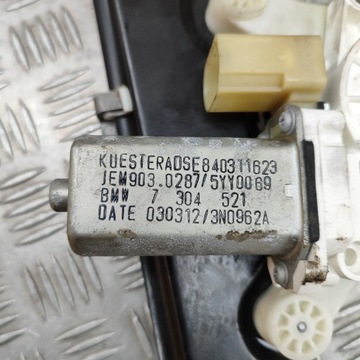 KUESTERADSE840311623
JEM903.0287/5YY0069
BMW 7 304 521
DATE 030312/3N0962A